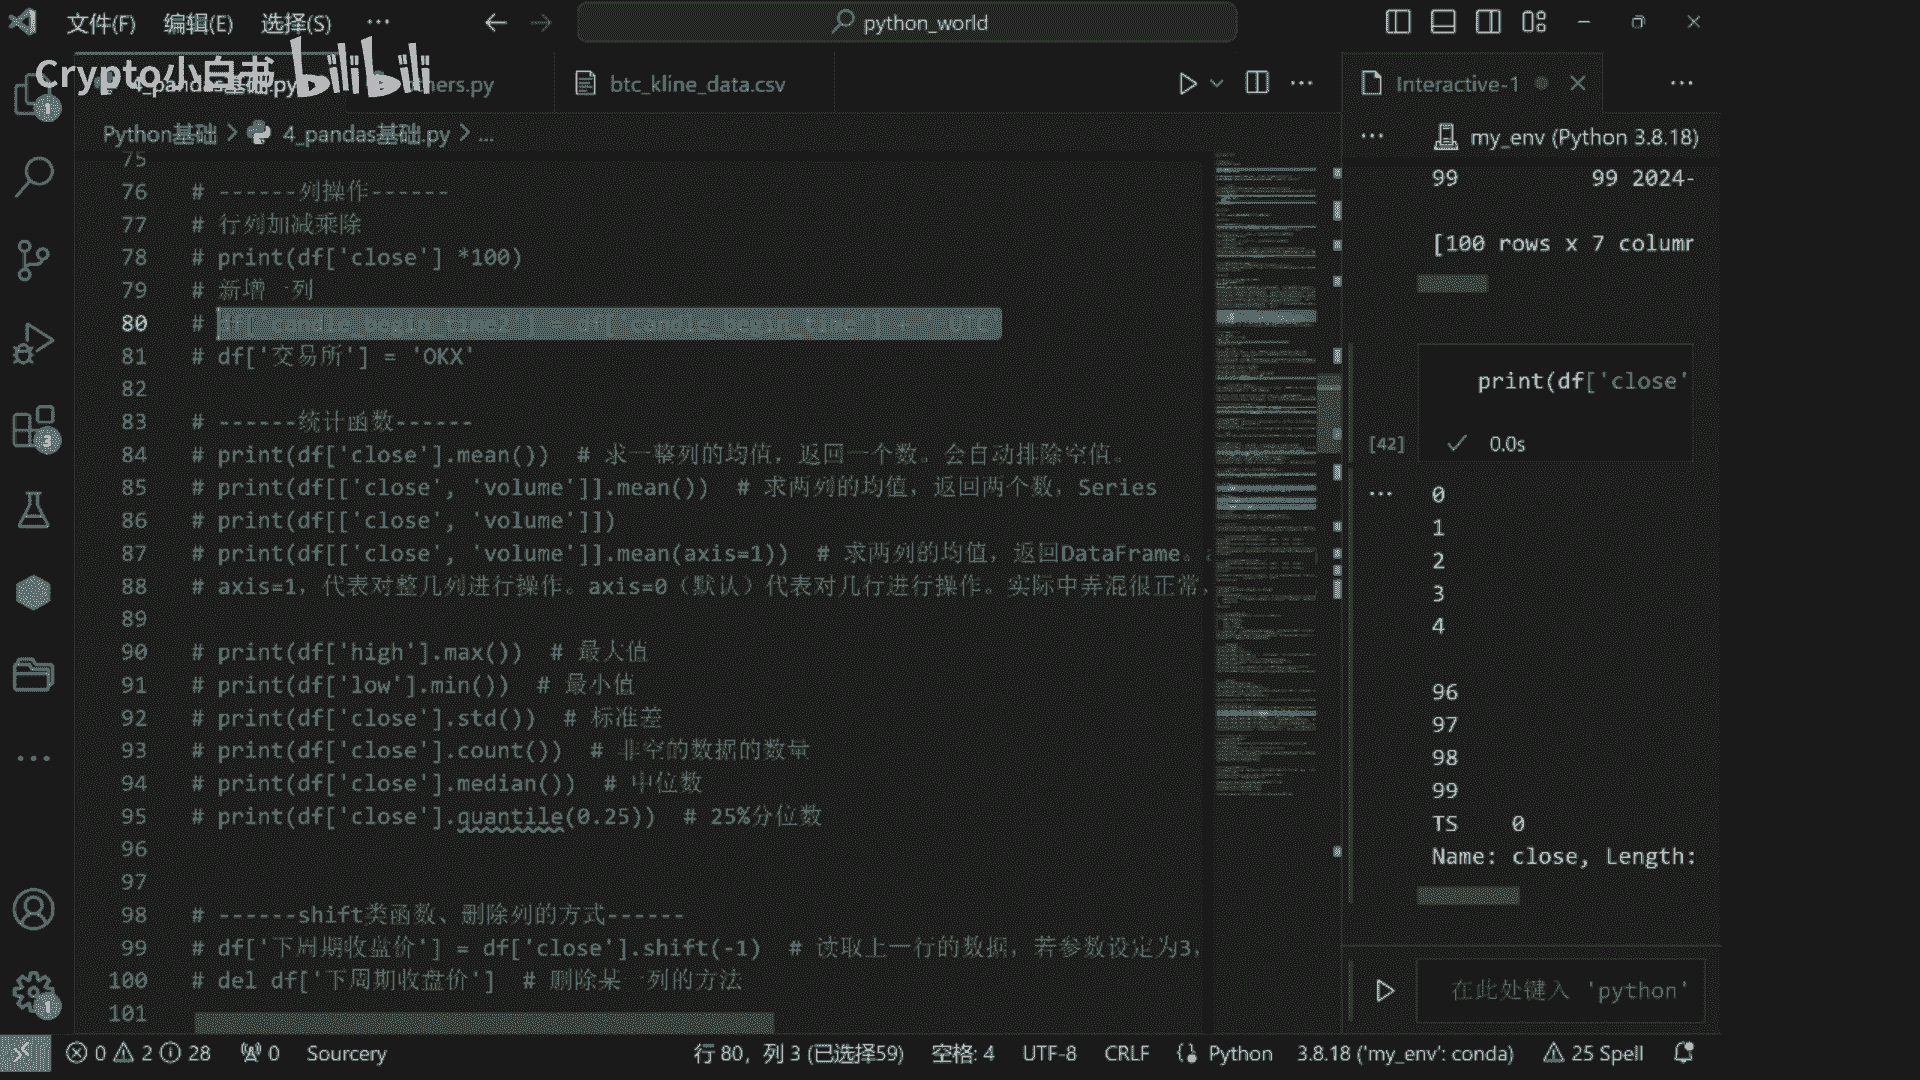 文件(F) 编辑(E) 选择(S) ··· python_world
Crypto小白书 bilibili
4_pandas基础.py
hers.py
btc_kline_data.csv
Interactive-1
Python基础 > 4_pandas基础.py > ...
my_env (Python 3.8.18)
75
76 # ------列操作------
77 # 行列加减乘除
78 # print(df['close'] *100)
79 # 新增一列
80 # df['candle_begin_time2'] = df['candle_begin_time'] + ' UTC'
81 # df['交易所'] = 'OKX'
82
83 # ------统计函数------
84 # print(df['close'].mean()) # 求一整列的均值，返回一个数。会自动排除空值。
85 # print(df[['close', 'volume']].mean()) # 求两列的均值，返回两个数，Series
86 # print(df[['close', 'volume']])
87 # print(df[['close', 'volume']].mean(axis=1)) # 求两列的均值，返回DataFrame。
88 # axis=1，代表对整几列进行操作。axis=0（默认）代表对几行进行操作。实际中弄混很正常，
89
90 # print(df['high'].max()) # 最大值
91 # print(df['low'].min()) # 最小值
92 # print(df['close'].std()) # 标准差
93 # print(df['close'].count()) # 非空的数据的数量
94 # print(df['close'].median()) # 中位数
95 # print(df['close'].quantile(0.25)) # 25%分位数
96
97
98 # ------shift类函数、删除列的方式------
99 # df['下周期收盘价'] = df['close'].shift(-1) # 读取上一行的数据，若参数设定为3，
100 # del df['下周期收盘价'] # 删除某一列的方法
101
99 99 2024-
[100 rows x 7 column
print(df['close'
[42] ✓ 0.0s
0
1
2
3
4
96
97
98
99
TS 0
Name: close, Length:
在此处键入 'python'
1
3
1
0 2 28 0 Sourcery 行 80，列 3 (已选择59) 空格: 4 UTF-8 CRLF Python 3.8.18 ('my_env': conda) 25 Spell